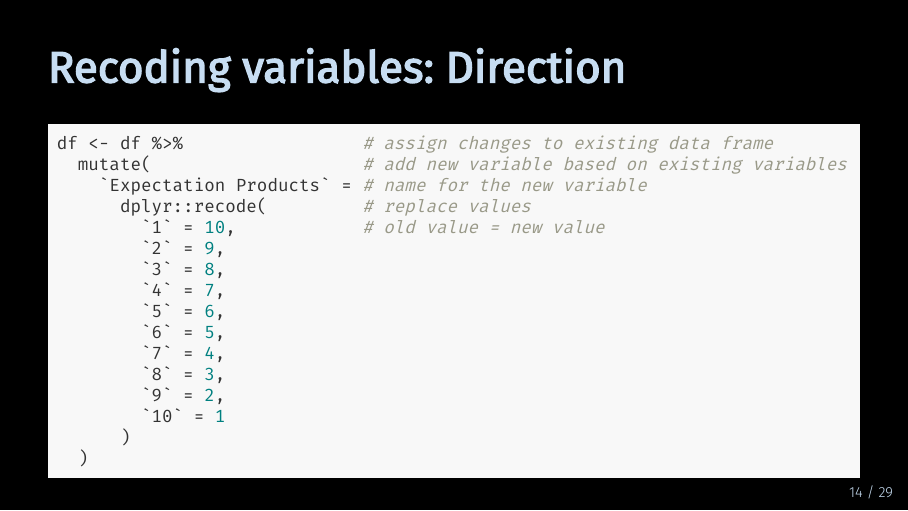 Recoding variables: Direction
df <- df %>%                 # assign changes to existing data frame
  mutate(                    # add new variable based on existing variables
    `Expectation Products` = # name for the new variable
      dplyr::recode(         # replace values
        `1` = 10,            # old value = new value
        `2` = 9,
        `3` = 8,
        `4` = 7,
        `5` = 6,
        `6` = 5,
        `7` = 4,
        `8` = 3,
        `9` = 2,
        `10` = 1
      )
  )
14 / 29